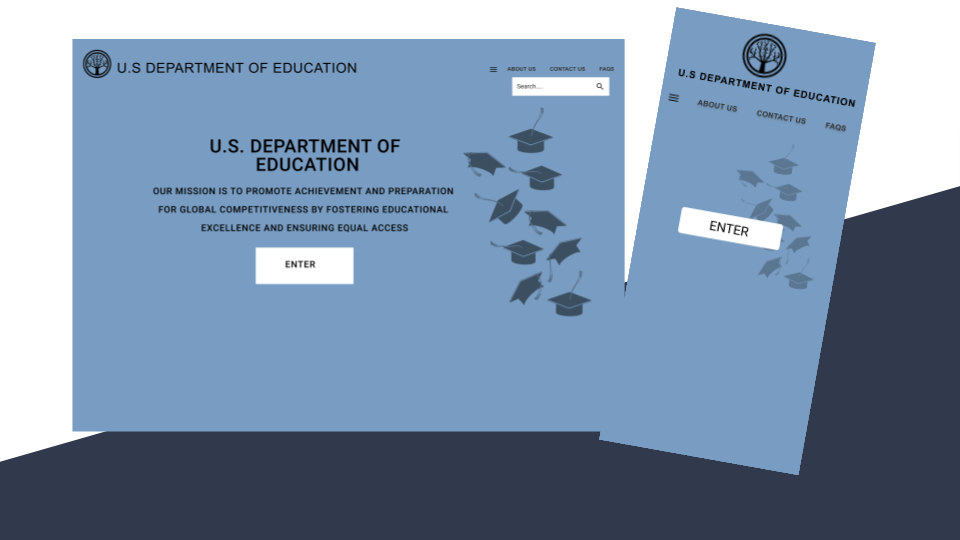 U.S DEPARTMENT OF EDUCATION
ABOUT US CONTACT US FAQS
Search....
U.S. DEPARTMENT OF
EDUCATION
OUR MISSION IS TO PROMOTE ACHIEVEMENT AND PREPARATION
FOR GLOBAL COMPETITIVENESS BY FOSTERING EDUCATIONAL
EXCELLENCE AND ENSURING EQUAL ACCESS
ENTER
U.S DEPARTMENT OF EDUCATION
ABOUT US CONTACT US FAQS
ENTER